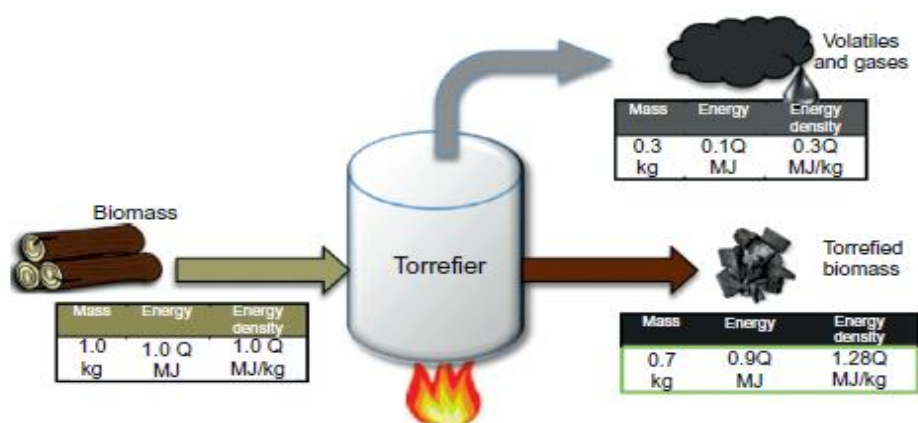 Volatiles
and gases
Mass Energy Energy
density
0.3 0.1Q 0.3Q
kg MJ MJ/kg
Biomass
Torrefier
Torrefied
biomass
Mass Energy Energy
density
1.0 1.0 Q 1.0 Q
kg MJ MJ/kg
Mass Energy Energy
density
0.7 0.9Q 1.28Q
kg MJ MJ/kg